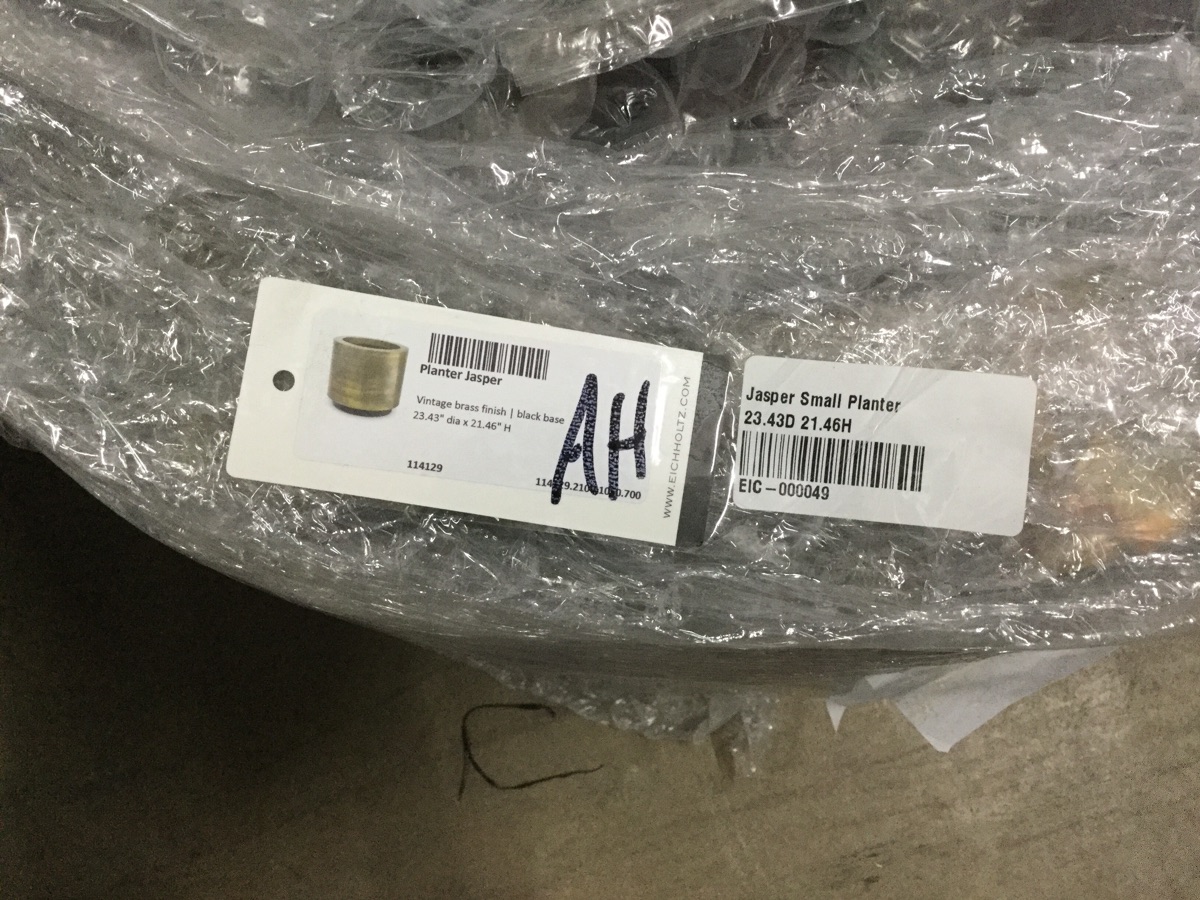 Planter Jasper
Vintage brass finish | black base
23.43" dia x 21.46" H
114129
AH
WWW.EICHHOLTZ.COM
Jasper Small Planter
23.43D 21.46H
EIC-000049